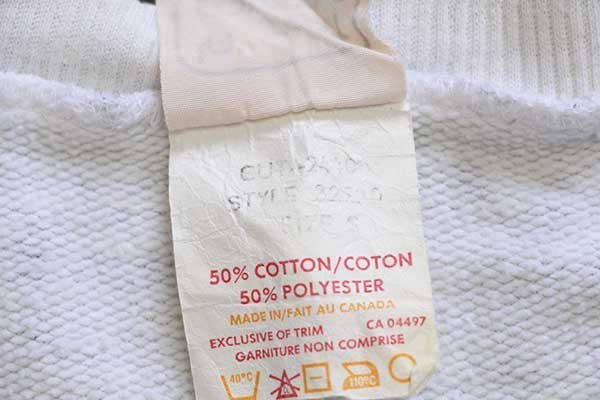 STYLE
50% COTTON/COTON
50% POLYESTER
MADE IN/FAIT AU CANADA
EXCLUSIVE OF TRIM CA 04497
GARNITURE NON COMPRISE
40°C 110°C